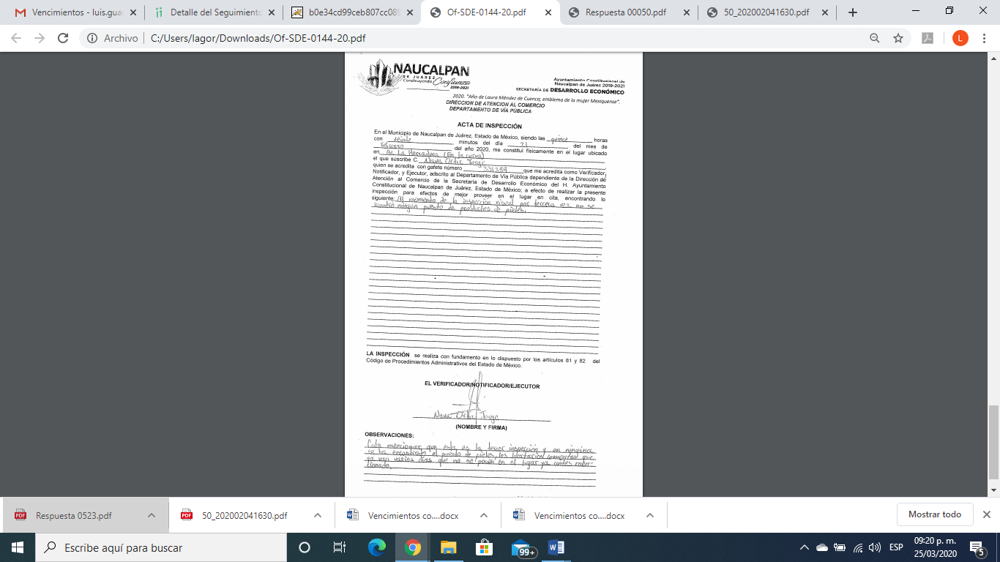 Vencimientos - luis.gua
Detalle del Seguimiento
b0e34cd99ceb807cc089
Of-SDE-0144-20.pdf
Respuesta 00050.pdf
50_202002041630.pdf
Archivo
C:/Users/lagor/Downloads/Of-SDE-0144-20.pdf
L
NAUCALPAN
DE JUÁREZ
Construyendo Confianza
2019-2021
Ayuntamiento Constitucional de
Naucalpan de Juárez 2019-2021
SECRETARÍA DE DESARROLLO ECONÓMICO
2020. "Año de Laura Méndez de Cuenca; emblema de la mujer Mexiquense".
DIRECCION DE ATENCION AL COMERCIO
DEPARTAMENTO DE VÍA PÚBLICA
ACTA DE INSPECCIÓN
En el Municipio de Naucalpan de Juárez, Estado de México, siendo las quince horas
con veinte minutos del día 21 del mes de
Febrero del año 2020, me constituí físicamente en el lugar ubicado
en Av. La Herradura (En la curva)
el que súscribe C. Nava Ortiz Jorge
quien se acredita con gafete número 331359 que me acredita como Verificador,
Notificador, y Ejecutor, adscrito al Departamento de Vía Pública dependiente de la Dirección de
Atención al Comercio de la Secretaría de Desarrollo Económico del H. Ayuntamiento
Constitucional de Naucalpan de Juárez, Estado de México; a efecto de realizar la presente
inspección para efectos de mejor proveer en el lugar en cita, encontrando lo
siguiente: Al momento de la inspección visual por tercera vez no se
ningún puesto de productos de pieles.
LA INSPECCIÓN se realiza con fundamento en lo dispuesto por los artículos 81 y 82 del
Código de Procedimientos Administrativos del Estado de México.
EL VERIFICADOR/NOTIFICADOR/EJECUTOR
Nava Ortiz Jorge
(NOMBRE Y FIRMA)
OBSERVACIONES:
Cabe mencionar que esta es la tercer inspección y en ninguna
se ha encontrado el puesto de pieles, los comentan que
ya van varios días que no se ponen en el lugar ya antes men-
cionado.
Respuesta 0523.pdf
50_202002041630.pdf
Vencimientos co....docx
Vencimientos co....docx
Mostrar todo
Escribe aquí para buscar
99+
ESP
09:20 p. m.
25/03/2020
5